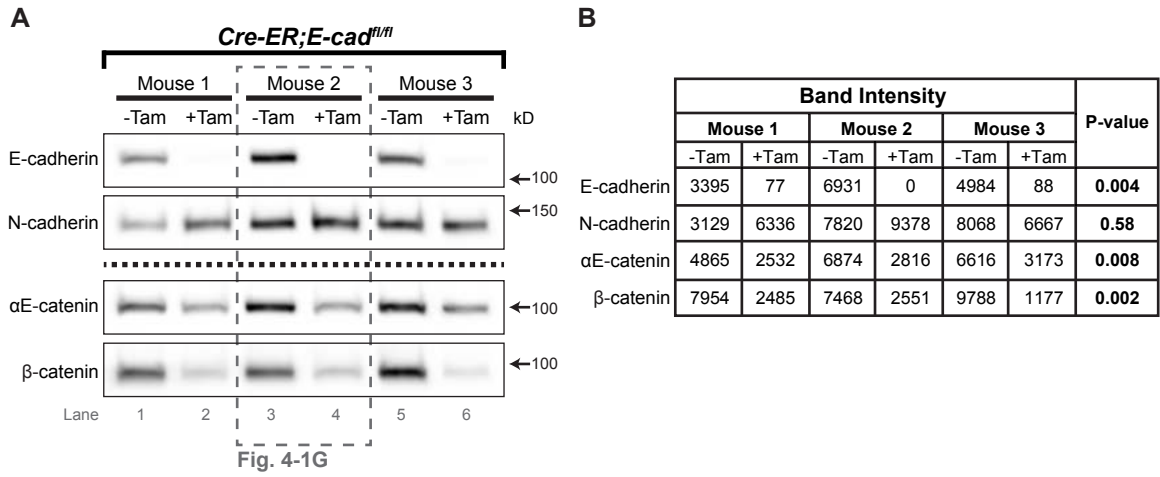 A
Cre-ER;E-cadfl/fl
Mouse 1 Mouse 2 Mouse 3
-Tam +Tam -Tam +Tam -Tam +Tam kD
E-cadherin
←100
N-cadherin
←150
αE-catenin
←100
β-catenin
←100
Lane 1 2 3 4 5 6
Fig. 4-1G
B
Band Intensity P-value
Mouse 1 Mouse 2 Mouse 3
-Tam +Tam -Tam +Tam -Tam +Tam
E-cadherin 3395 77 6931 0 4984 88 0.004
N-cadherin 3129 6336 7820 9378 8068 6667 0.58
αE-catenin 4865 2532 6874 2816 6616 3173 0.008
β-catenin 7954 2485 7468 2551 9788 1177 0.002